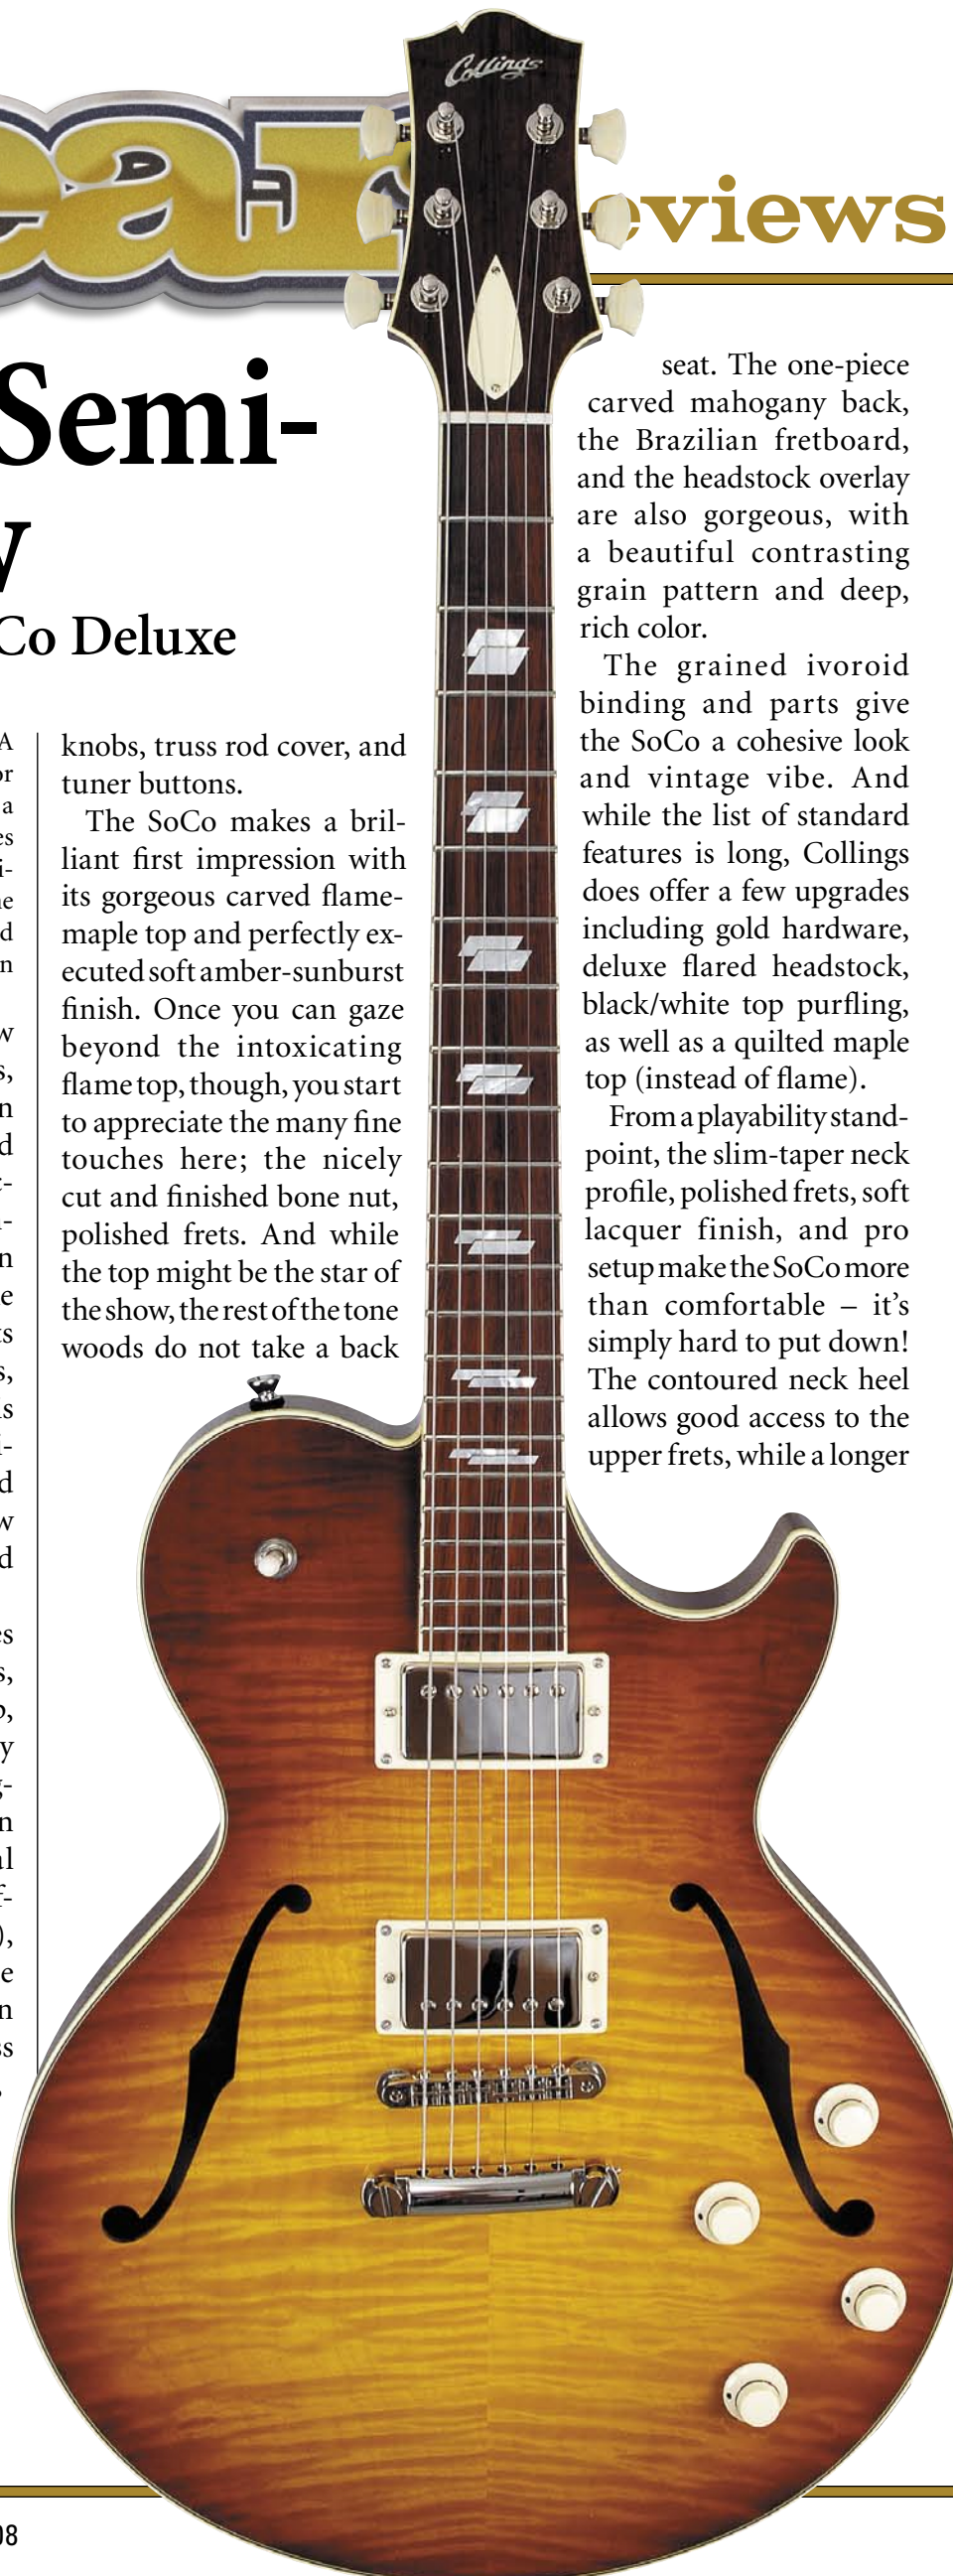 Collings
ear
eviews
Semi-
w
Co Deluxe
knobs, truss rod cover, and
tuner buttons.
The SoCo makes a bril-
liant first impression with
its gorgeous carved flame-
maple top and perfectly ex-
ecuted soft amber-sunburst
finish. Once you can gaze
beyond the intoxicating
flame top, though, you start
to appreciate the many fine
touches here; the nicely
cut and finished bone nut,
polished frets. And while
the top might be the star of
the show, the rest of the tone
woods do not take a back
seat. The one-piece
carved mahogany back,
the Brazilian fretboard,
and the headstock overlay
are also gorgeous, with
a beautiful contrasting
grain pattern and deep,
rich color.
The grained ivoroid
binding and parts give
the SoCo a cohesive look
and vintage vibe. And
while the list of standard
features is long, Collings
does offer a few upgrades
including gold hardware,
deluxe flared headstock,
black/white top purfling,
as well as a quilted maple
top (instead of flame).
From a playability stand-
point, the slim-taper neck
profile, polished frets, soft
lacquer finish, and pro
setup make the SoCo more
than comfortable – it's
simply hard to put down!
The contoured neck heel
allows good access to the
upper frets, while a longer
08